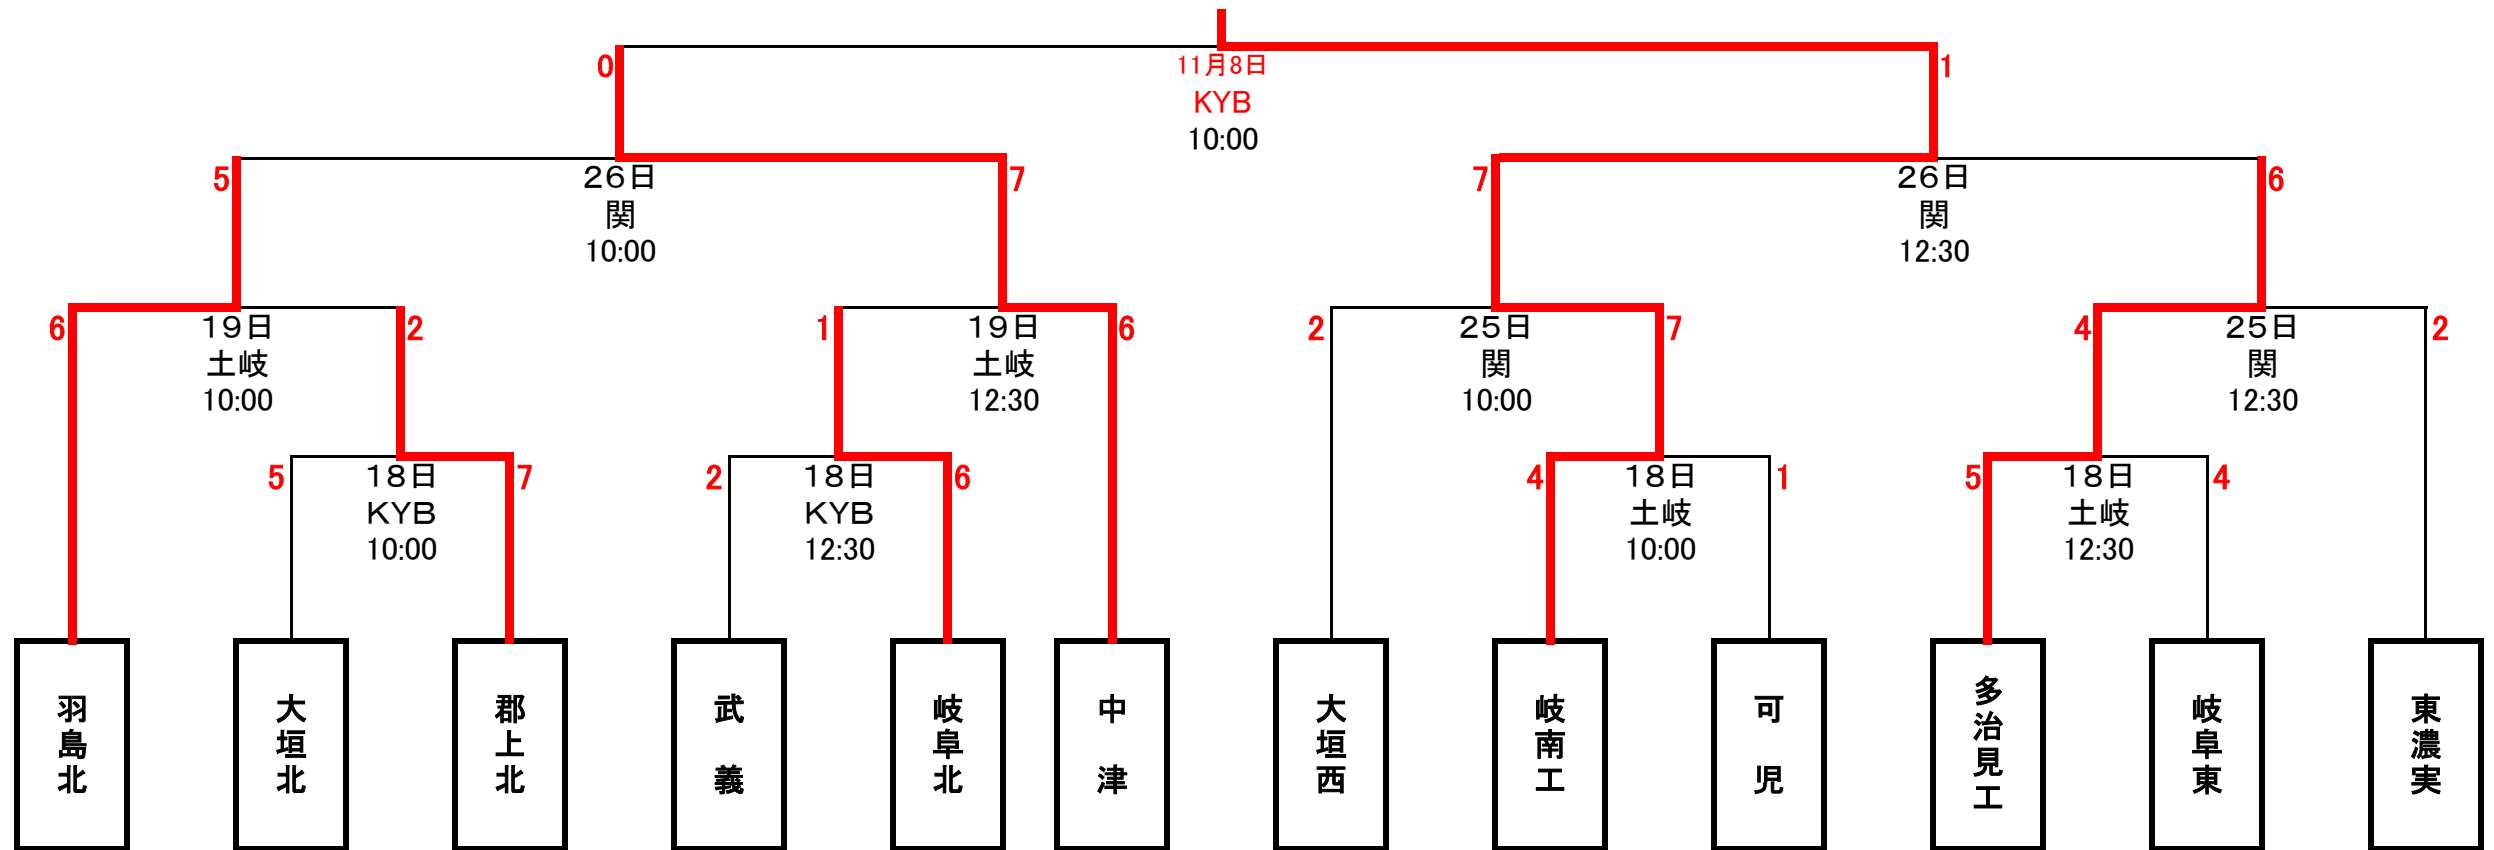 0
11月8日
1
KYB
10:00
5
26日
7
7
26日
6
関
関
10:00
12:30
6
19日
2
1
19日
6
2
25日
7
4
25日
2
土岐
土岐
関
関
10:00
12:30
10:00
12:30
5
18日
7
2
18日
6
4
18日
1
5
18日
4
KYB
KYB
土岐
土岐
10:00
12:30
10:00
12:30
羽島北
大垣北
郡上北
武義
岐阜北
中津
大垣西
岐南工
可児
多治見工
岐阜東
東濃実